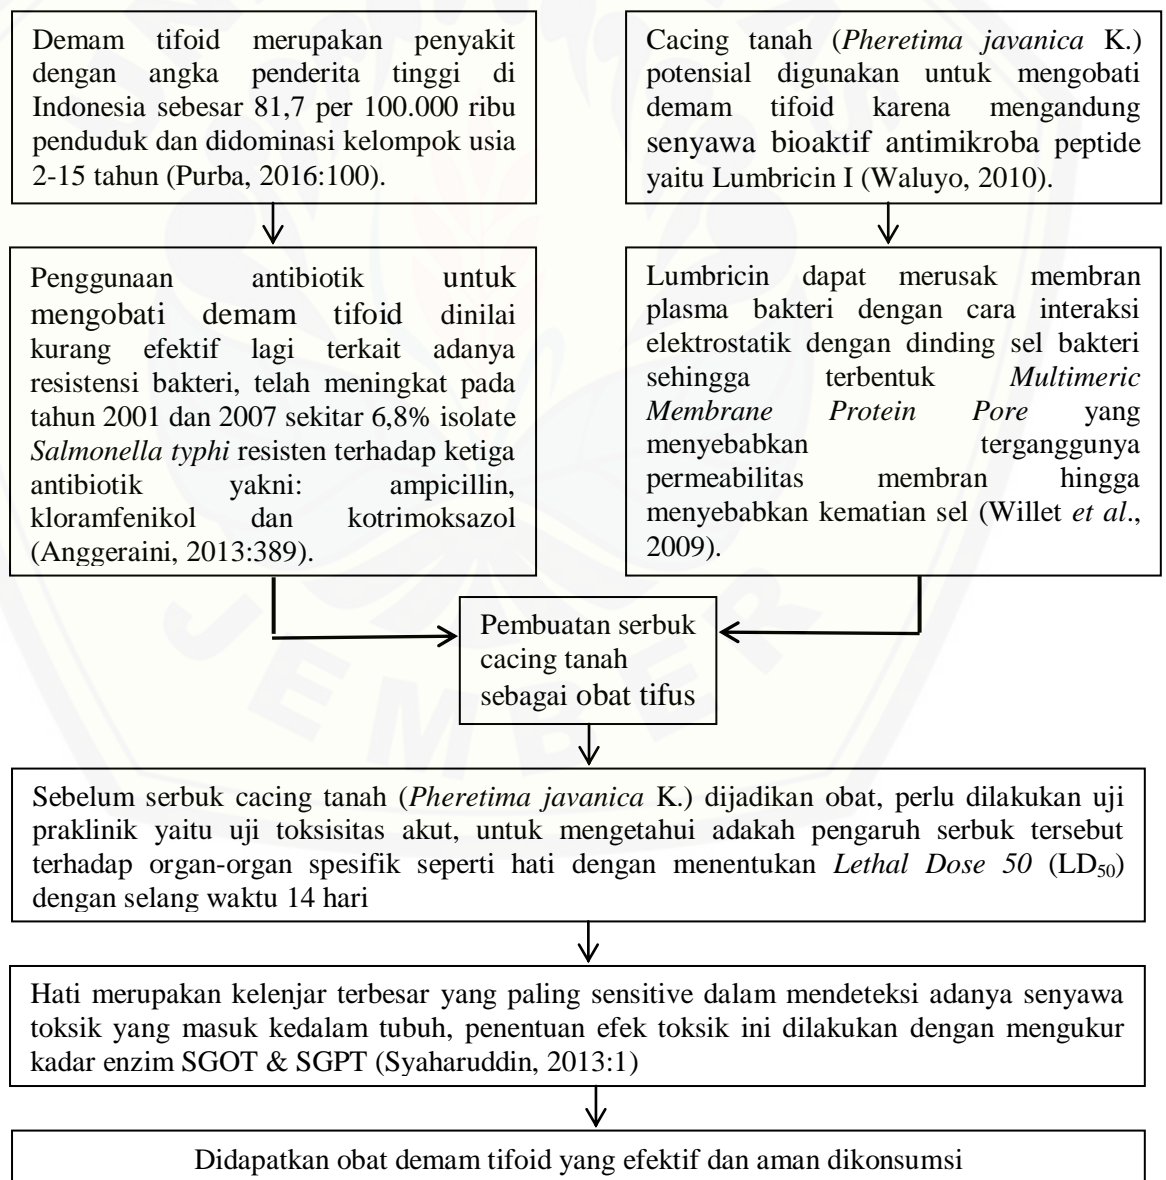 Demam tifoid merupakan penyakit
dengan angka penderita tinggi di
Indonesia sebesar 81,7 per 100.000 ribu
penduduk dan didominasi kelompok usia
2-15 tahun (Purba, 2016:100).
Cacing tanah (Pheretima javanica K.)
potensial digunakan untuk mengobati
demam tifoid karena mengandung
senyawa bioaktif antimikroba peptide
yaitu Lumbricin I (Waluyo, 2010).
Penggunaan antibiotik untuk
mengobati demam tifoid dinilai
kurang efektif lagi terkait adanya
resistensi bakteri, telah meningkat pada
tahun 2001 dan 2007 sekitar 6,8% isolate
Salmonella typhi resisten terhadap ketiga
antibiotik yakni: ampicillin,
kloramfenikol dan kotrimoksazol
(Anggeraini, 2013:389).
Lumbricin dapat merusak membran
plasma bakteri dengan cara interaksi
elektrostatik dengan dinding sel bakteri
sehingga terbentuk Multimeric
Membrane Protein Pore yang
menyebabkan terganggunya
permeabilitas membran hingga
menyebabkan kematian sel (Willet et al.,
2009).
Pembuatan serbuk
cacing tanah
sebagai obat tifus
Sebelum serbuk cacing tanah (Pheretima javanica K.) dijadikan obat, perlu dilakukan uji
praklinik yaitu uji toksisitas akut, untuk mengetahui adakah pengaruh serbuk tersebut
terhadap organ-organ spesifik seperti hati dengan menentukan Lethal Dose 50 (LD50)
dengan selang waktu 14 hari
Hati merupakan kelenjar terbesar yang paling sensitive dalam mendeteksi adanya senyawa
toksik yang masuk kedalam tubuh, penentuan efek toksik ini dilakukan dengan mengukur
kadar enzim SGOT & SGPT (Syaharuddin, 2013:1)
Didapatkan obat demam tifoid yang efektif dan aman dikonsumsi
JEMBER